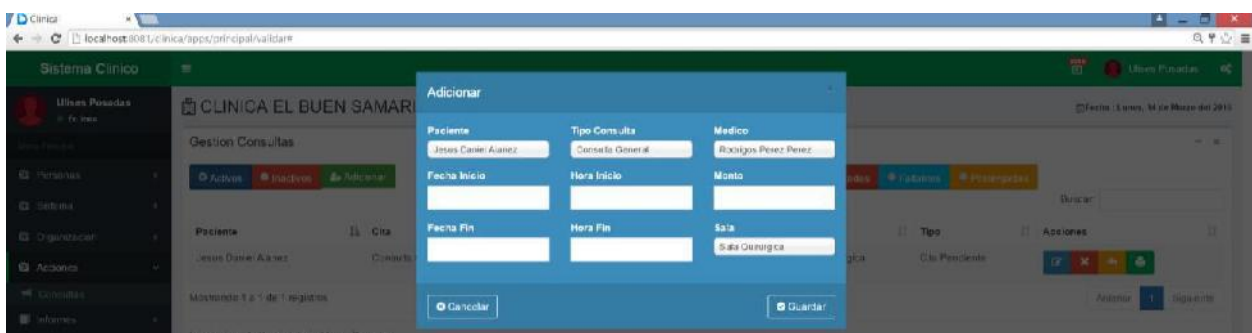 Clinica
localhost:8081/clinica/apps/principal/validar#
Sistema Clinico
Ulises Posadas
Ulises Posadas
CLINICA EL BUEN SAMARI
Fecha : Lunes, 14 de Marzo del
Adicionar
Gestion Consultas
Paciente Tipo Consulta Medico
Jesus Daniel Alanez Consulta General Rodrigos Perez Perez
Personas
Activos Inactivos Adicionar
Fecha Inicio Hora Inicio Monto
Sistema
Buscar:
Organizacion
Paciente Cita
Fecha Fin Hora Fin Sala
Sala Quirurgica
Tipo Acciones
Acciones
Jesus Daniel Alanez
gica Cita Pendiente
Consultas
Mostrando 1 a 1 de 1 registros
Cancelar Guardar
Anterior 1 Siguiente
Informes